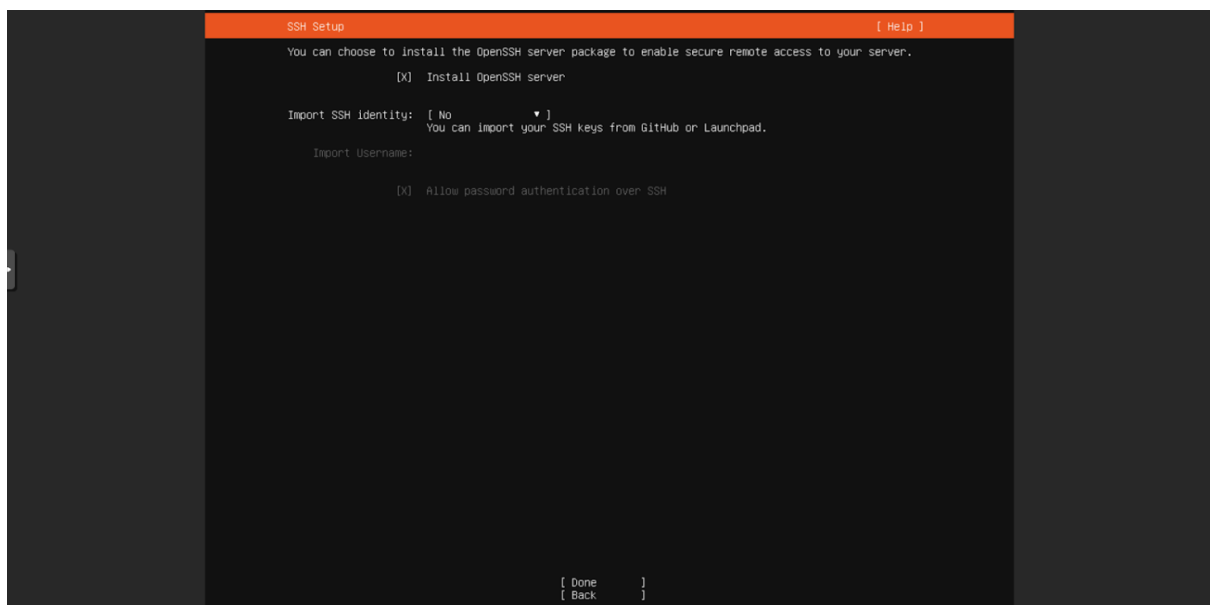 SSH Setup [ Help ]
You can choose to install the OpenSSH server package to enable secure remote access to your server.
[X] Install OpenSSH server
Import SSH identity: [ No ▼ ]
You can import your SSH keys from GitHub or Launchpad.
Import Username:
[X] Allow password authentication over SSH
[ Done ]
[ Back ]